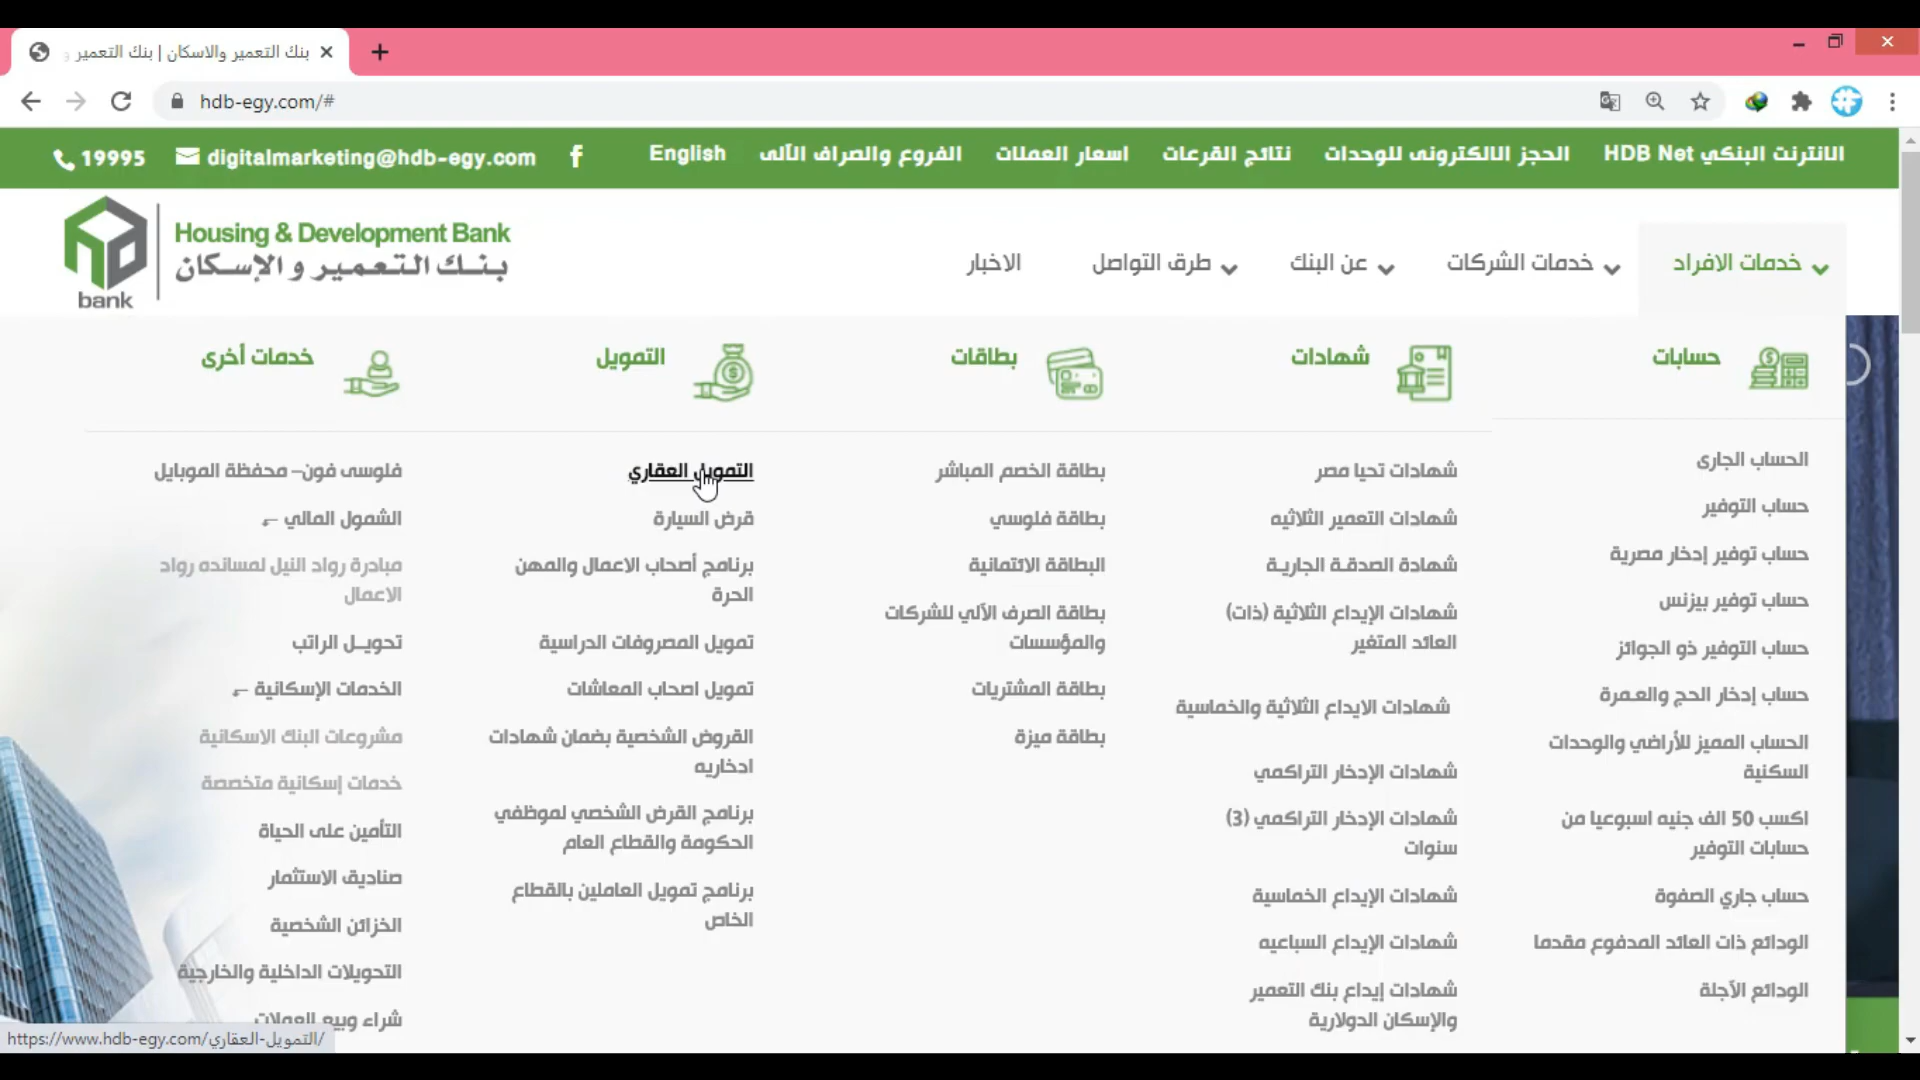 بنك التعمير والاسكان | بنك التعمير و
hdb-egy.com/#
الانترنت البنكي HDB Net
الحجز الالكترونى للوحدات
نتائج القرعات
اسعار العملات
الفروع والصراف الآلى
English
digitalmarketing@hdb-egy.com
19995
Housing & Development Bank
بنك التعمير و الإسكان
bank
خدمات الافراد
خدمات الشركات
عن البنك
طرق التواصل
الاخبار
حسابات
الحساب الجارى
حساب التوفير
حساب توفير إدخار مصرية
حساب توفير بيزنس
حساب التوفير ذو الجوائز
حساب إدخار الحج والعمرة
الحساب المميز للأراضي والوحدات
السكنية
اكسب 50 الف جنيه اسبوعيا من
حسابات التوفير
حساب جاري الصفوة
الودائع ذات العائد المدفوع مقدما
الودائع الآجلة
شهادات
شهادات تحيا مصر
شهادات التعمير الثلاثيه
شهادة الصدقة الجارية
شهادات الإيداع الثلاثية (ذات)
العائد المتغير
شهادات الايداع الثلاثية والخماسية
شهادات الإدخار التراكمي
شهادات الإدخار التراكمي (3)
سنوات
شهادات الإيداع الخماسية
شهادات الإيداع السباعيه
شهادات إيداع بنك التعمير
والإسكان الدولارية
بطاقات
بطاقة الخصم المباشر
بطاقة فلوسي
البطاقة الائتمانية
بطاقة الصرف الآلي للشركات
والمؤسسات
بطاقة المشتريات
بطاقة ميزة
التمويل
التمويل العقاري
قرض السيارة
برنامج أصحاب الاعمال والمهن
الحرة
تمويل المصروفات الدراسية
تمويل اصحاب المعاشات
القروض الشخصية بضمان شهادات
ادخاريه
برنامج القرض الشخصي لموظفي
الحكومة والقطاع العام
برنامج تمويل العاملين بالقطاع
الخاص
خدمات أخرى
فلوسى فون– محفظة الموبايل
الشمول المالي
مبادرة رواد النيل لمسانده رواد
الاعمال
تحويــل الراتب
الخدمات الإسكانية
مشروعات البنك الاسكانية
خدمات إسكانية متخصصة
التأمين على الحياة
صناديق الاستثمار
الخزائن الشخصية
التحويلات الداخلية والخارجية
شراء وبيع العملات
https://www.hdb-egy.com/التمويل-العقاري/